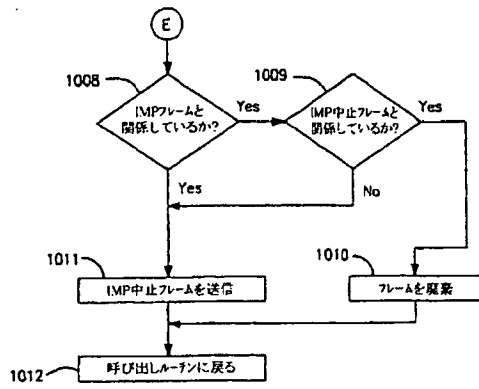 E
1008
IMPフレームと
関係しているか?
Yes
1009
IMP中止フレームと
関係しているか?
Yes
Yes
No
1011
IMP中止フレームを送信
1010
フレームを廃棄
1012
呼び出しルーチンに戻る